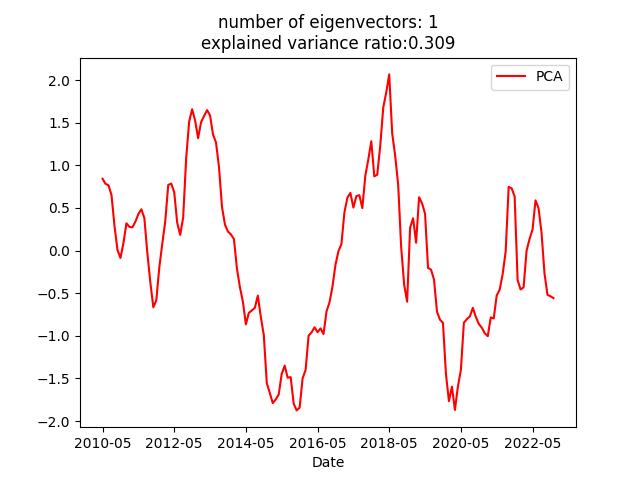 number of eigenvectors: 1
explained variance ratio:0.309
PCA
2.0
1.5
1.0
0.5
0.0
−0.5
−1.0
−1.5
−2.0
2010-05 2012-05 2014-05 2016-05 2018-05 2020-05 2022-05
Date